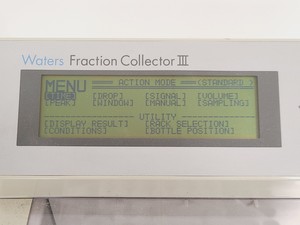 Waters Fraction Collector III
MENU ACTION MODE (STANDARD)
[TIME] [DROP] [SIGNAL] [VOLUME]
[PEAK] [WINDOW] [MANUAL] [SAMPLING]
UTILITY
[DISPLAY RESULT] [RACK SELECTION]
[CONDITIONS] [BOTTLE POSITION]